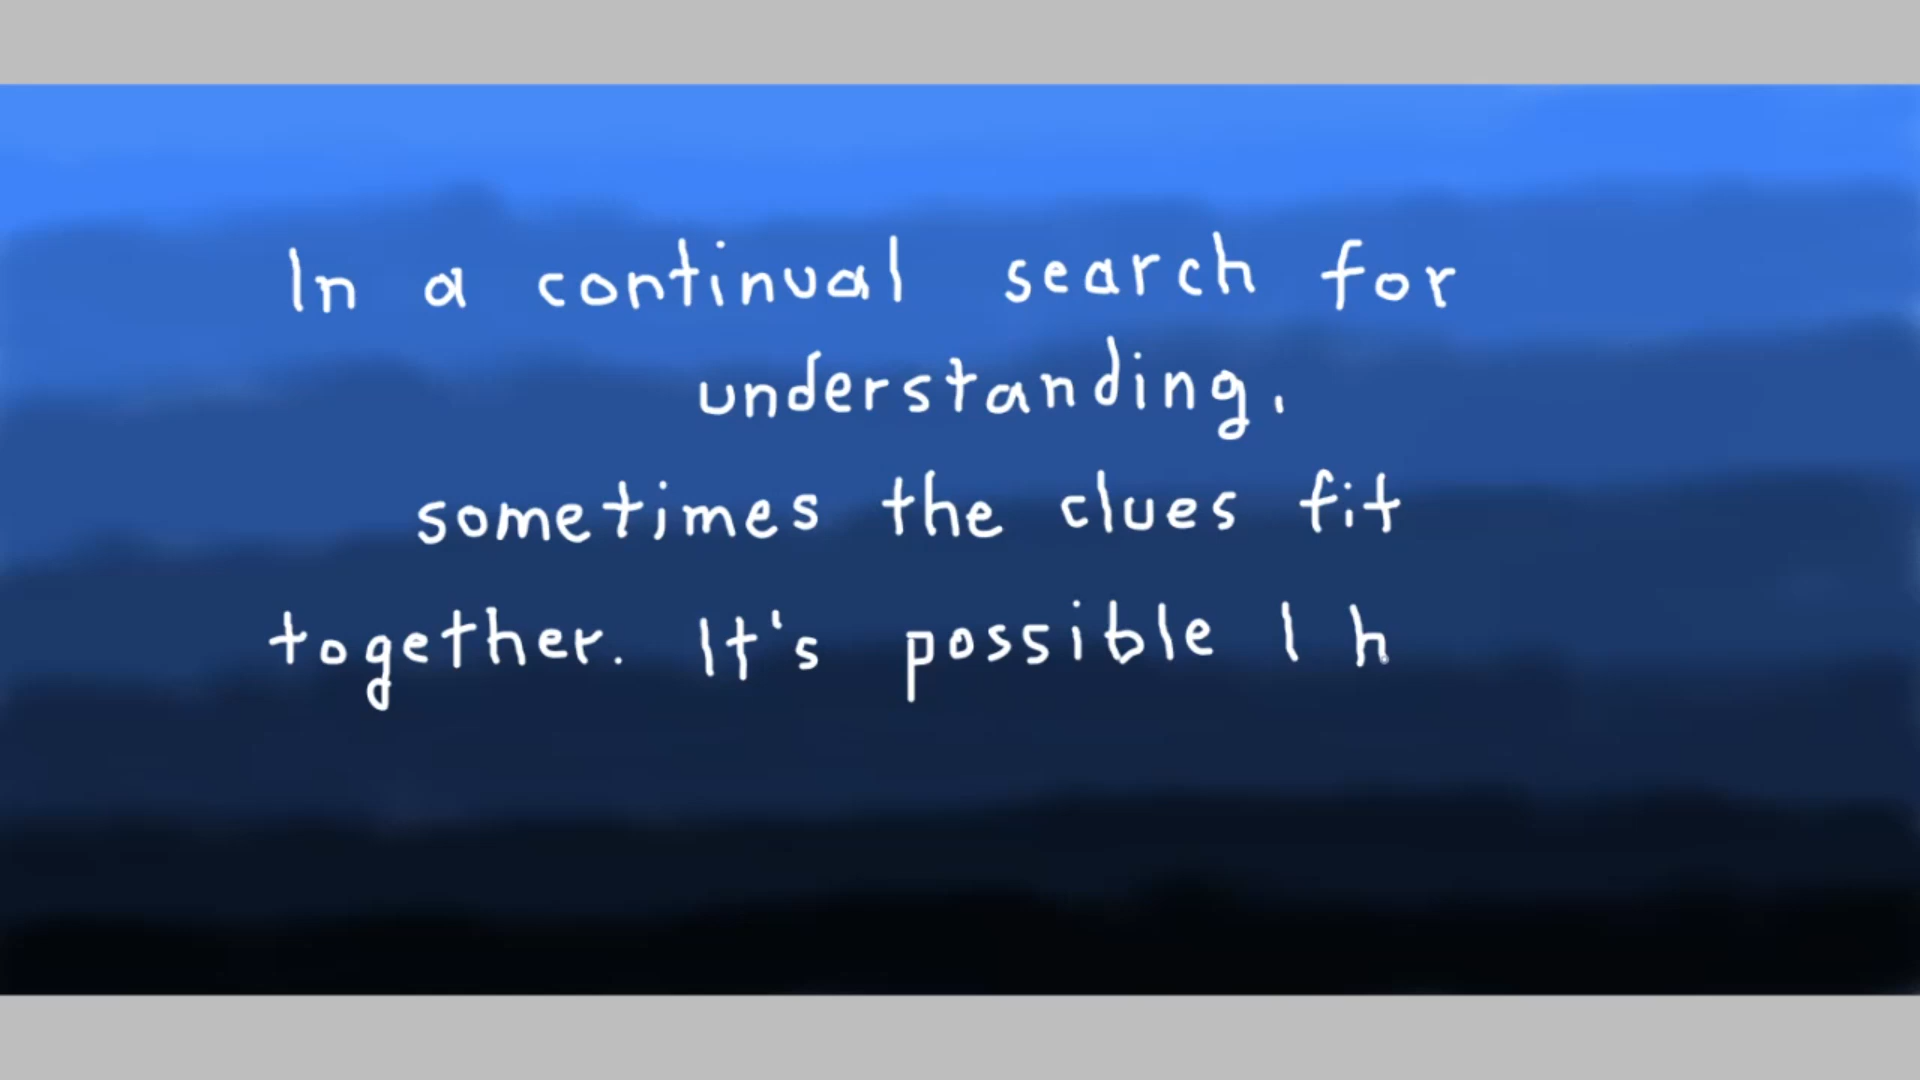 In a continual search for
understanding.
sometimes the clues fit
together. It's possible I h